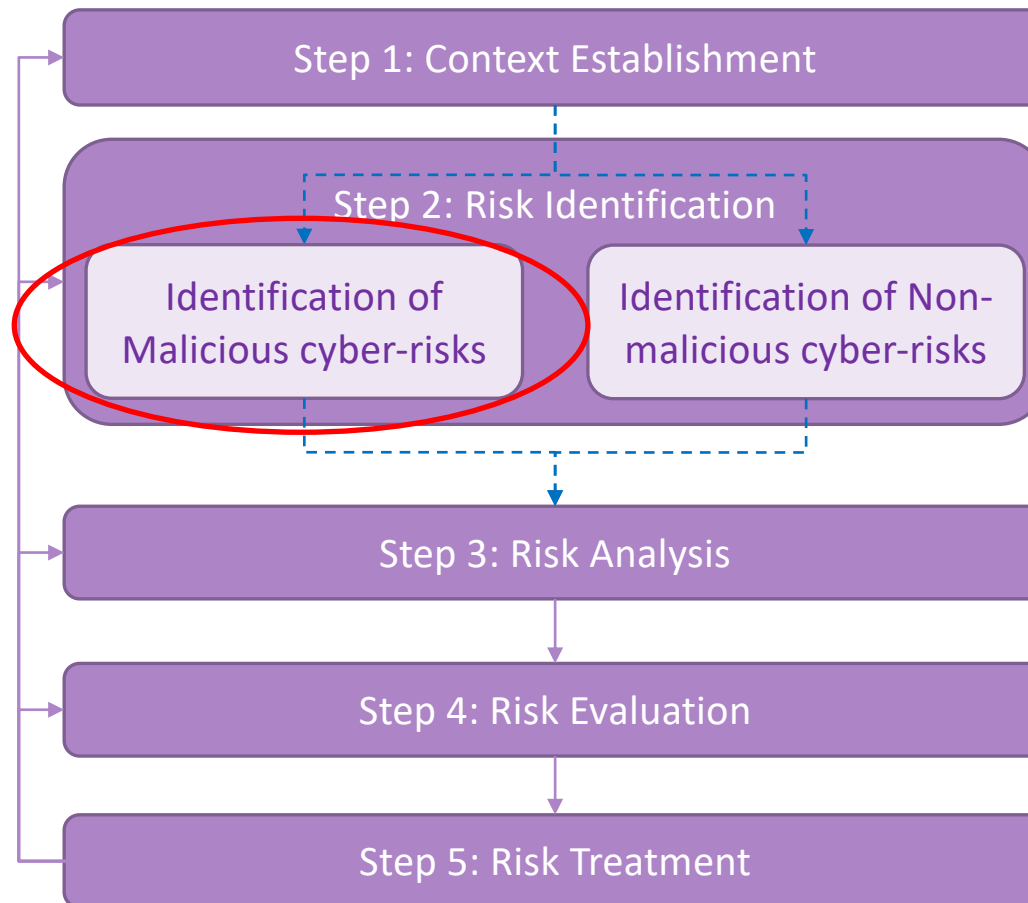 Step 1: Context Establishment
Step 2: Risk Identification
Identification of
Malicious cyber-risks
Identification of Non-
malicious cyber-risks
Step 3: Risk Analysis
Step 4: Risk Evaluation
Step 5: Risk Treatment